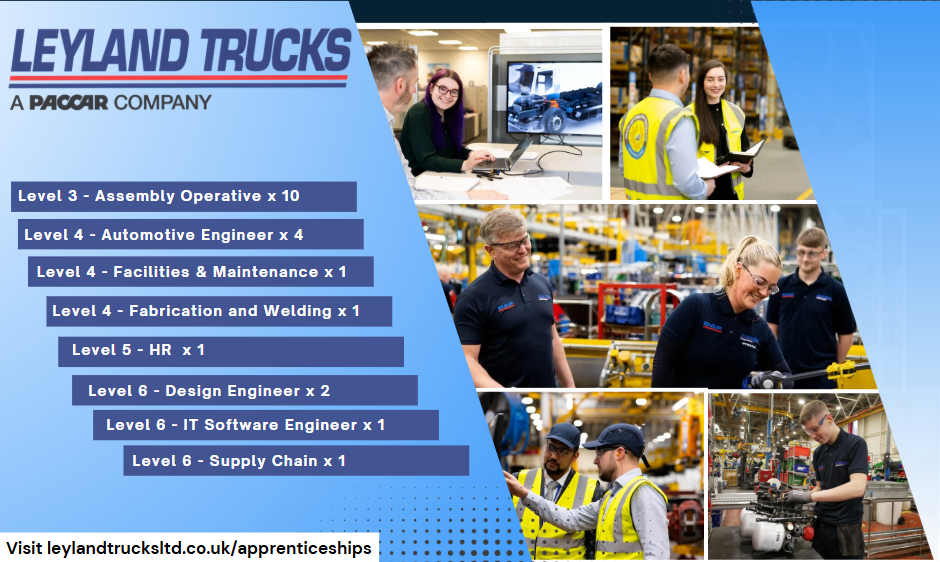 LEYLAND TRUCKS
A PACCAR COMPANY
Level 3 - Assembly Operative x 10
Level 4 - Automotive Engineer x 4
Level 4 - Facilities & Maintenance x 1
Level 4 - Fabrication and Welding x 1
Level 5 - HR x 1
Level 6 - Design Engineer x 2
Level 6 - IT Software Engineer x 1
Level 6 - Supply Chain x 1
Visit leylandtrucksltd.co.uk/apprenticeships